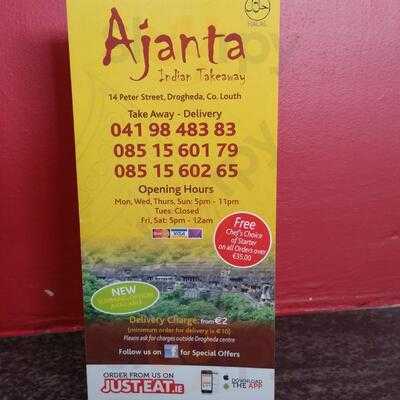 حلال
HALAL
Ajanta
Indian Takeaway
14 Peter Street, Drogheda, Co. Louth
Take Away - Delivery
041 98 483 83
085 15 601 79
085 15 602 65
Opening Hours
Mon, Wed, Thurs, Sun: 5pm - 11pm
Tues: Closed
Fri, Sat: 5pm - 12am
VISA
Free
Chef's Choice
of Starter
on all Orders over
€35.00
NEW
AVAILABLE
Delivery Charge from €2
(minimum order for delivery is €10)
Please ask for charges outside Drogheda centre
Follow us on f for Special Offers
ORDER FROM US ON
JUST-EAT.IE
DOWNLOAD
THE APP